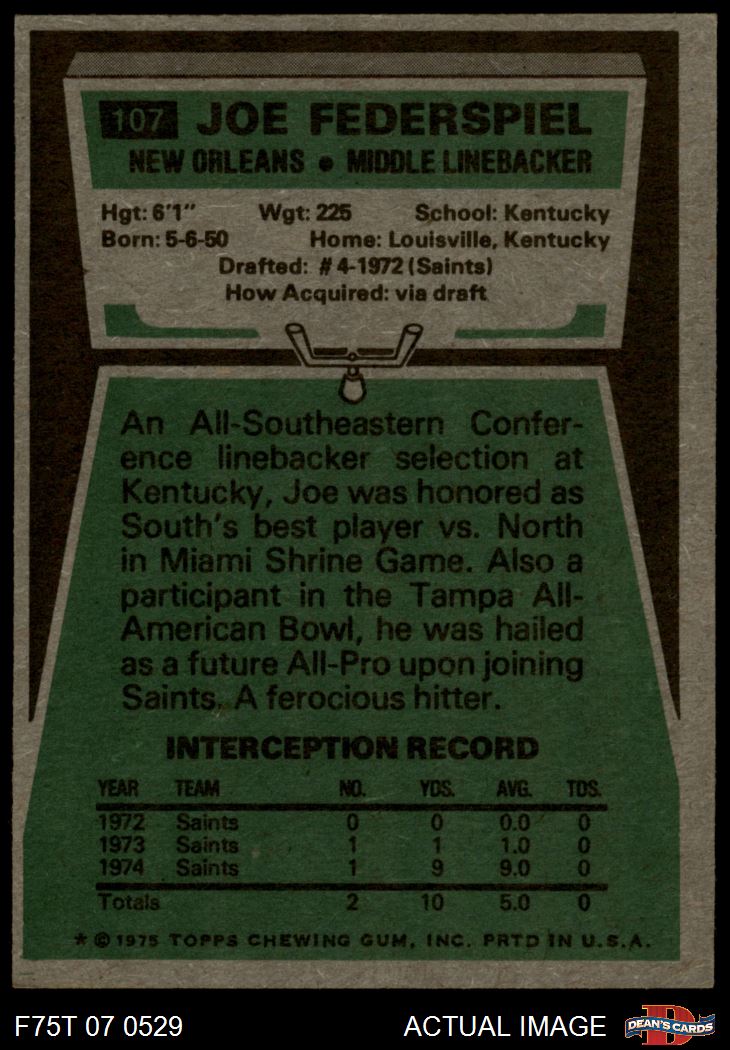 107 JOE FEDERSPIEL
NEW ORLEANS • MIDDLE LINEBACKER
Hgt: 6'1" Wgt: 225 School: Kentucky
Born: 5-6-50 Home: Louisville, Kentucky
Drafted: #4-1972 (Saints)
How Acquired: via draft
An All-Southeastern Confer-
ence linebacker selection at
Kentucky, Joe was honored as
South's best player vs. North
in Miami Shrine Game. Also a
participant in the Tampa All-
American Bowl, he was hailed
as a future All-Pro upon joining
Saints. A ferocious hitter.
INTERCEPTION RECORD
YEAR TEAM NO. YDS. AVG. TDS.
1972 Saints 0 0 0.0 0
1973 Saints 1 1 1.0 0
1974 Saints 1 9 9.0 0
Totals 2 10 5.0 0
* © 1975 TOPPS CHEWING GUM, INC. PRTD IN U.S.A.
F75T 07 0529 ACTUAL IMAGE D DEAN'S CARDS